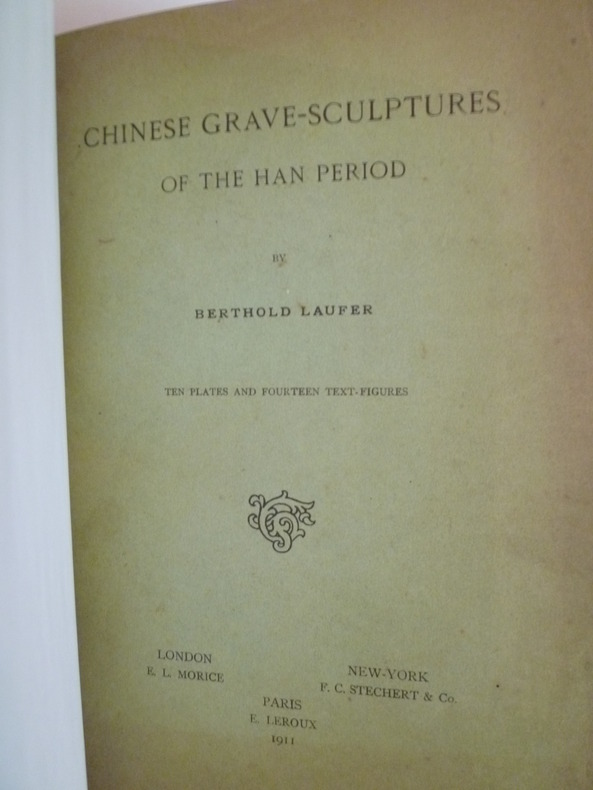 CHINESE GRAVE-SCULPTURES
OF THE HAN PERIOD
BY
BERTHOLD LAUFER
TEN PLATES AND FOURTEEN TEXT-FIGURES
LONDON
E. L. MORICE
NEW-YORK
F. C. STECHERT & Co.
PARIS
E. LEROUX
1911